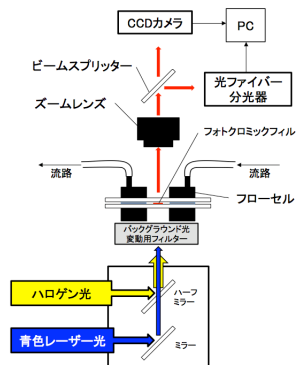 CCDカメラ
PC
ビームスプリッター
光ファイバー
分光器
ズームレンズ
フォトクロミックフィル
流路
流路
フローセル
バックグラウンド光
変動用フィルター
ハロゲン光
ハーフ
ミラー
青色レーザー光
ミラー